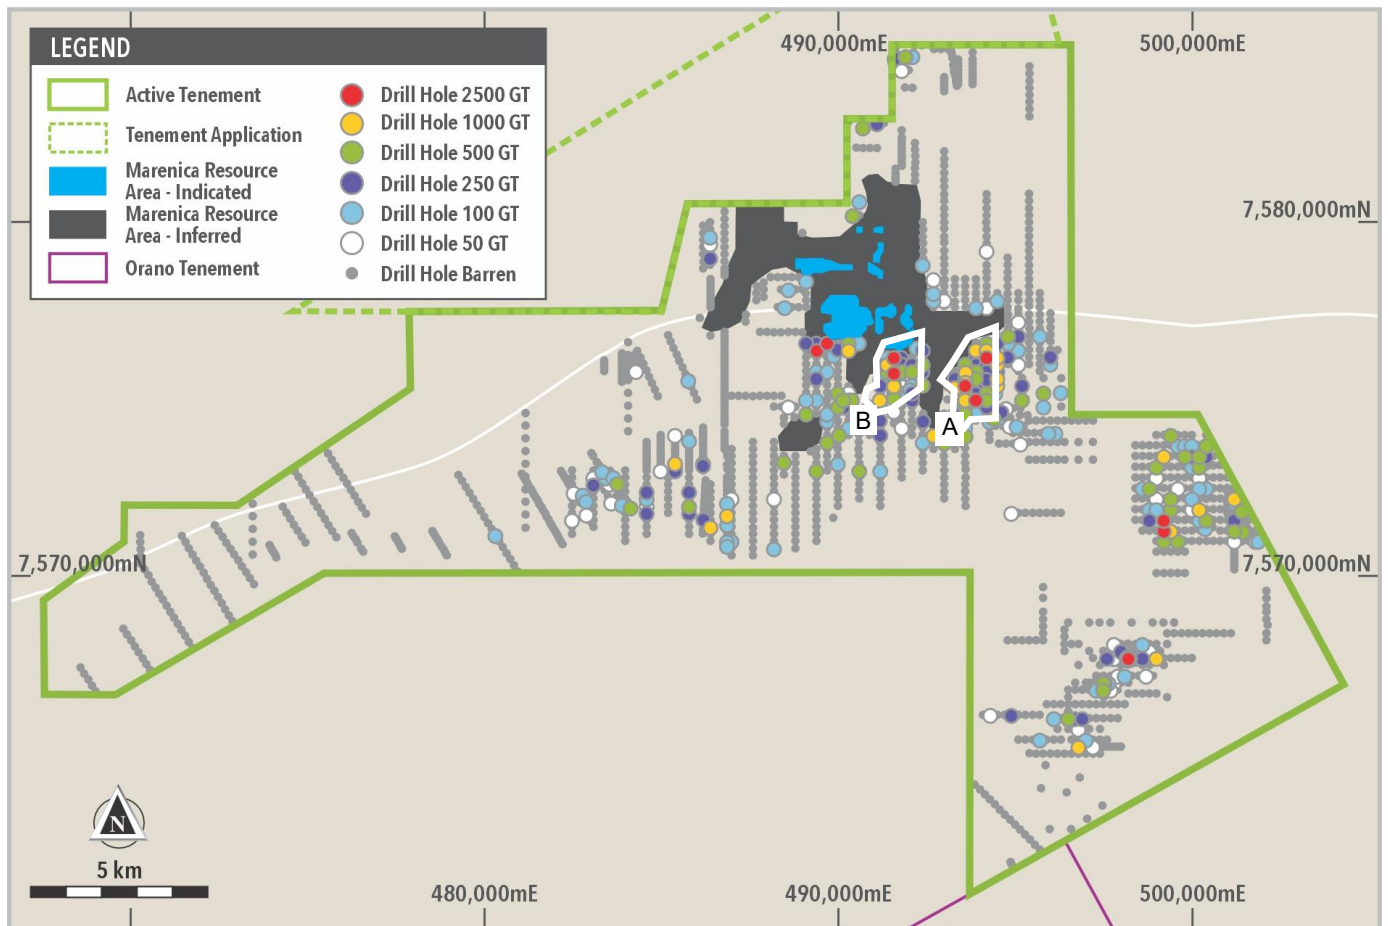 LEGEND
Active Tenement
Tenement Application
Marenica Resource
Area - Indicated
Marenica Resource
Area - Inferred
Orano Tenement
Drill Hole 2500 GT
Drill Hole 1000 GT
Drill Hole 500 GT
Drill Hole 250 GT
Drill Hole 100 GT
Drill Hole 50 GT
Drill Hole Barren
490,000mE
500,000mE
7,580,000mN
B
A
7,570,000mN
7,570,000mN
N
5 km
480,000mE
490,000mE
500,000mE